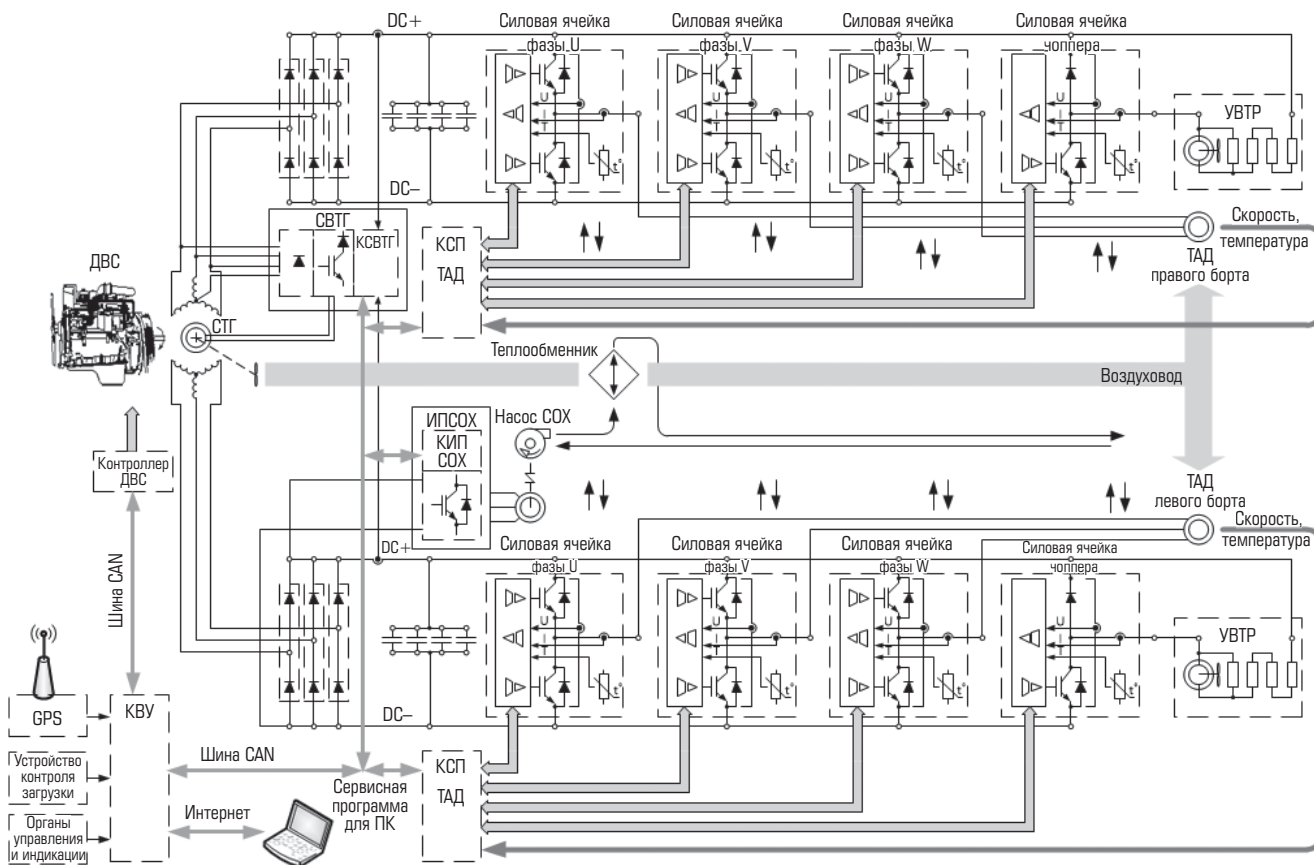 DC+
Силовая ячейка
фазы U
Силовая ячейка
фазы V
Силовая ячейка
фазы W
Силовая ячейка
чоппера
U
I
T
t°
U
I
T
t°
U
I
T
t°
U
I
T
t°
УВТР
DC–
СВТГ
КСВТГ
КСП
ТАД
Скорость,
температура
ТАД
правого борта
ДВС
СТГ
Теплообменник
Воздуховод
ИПСОХ
КИП
СОХ
Насос СОХ
Контроллер
ДВС
Шина CAN
ТАД
левого борта
Скорость,
температура
DC+
Силовая ячейка
фазы U
Силовая ячейка
фазы V
Силовая ячейка
фазы W
Силовая ячейка
чоппера
U
I
T
t°
U
I
T
t°
U
I
T
t°
U
I
T
t°
УВТР
DC–
GPS
КВУ
Устройство
контроля
загрузки
Органы
управления
и индикации
Шина CAN
Интернет
Сервисная
программа
для ПК
КСП
ТАД